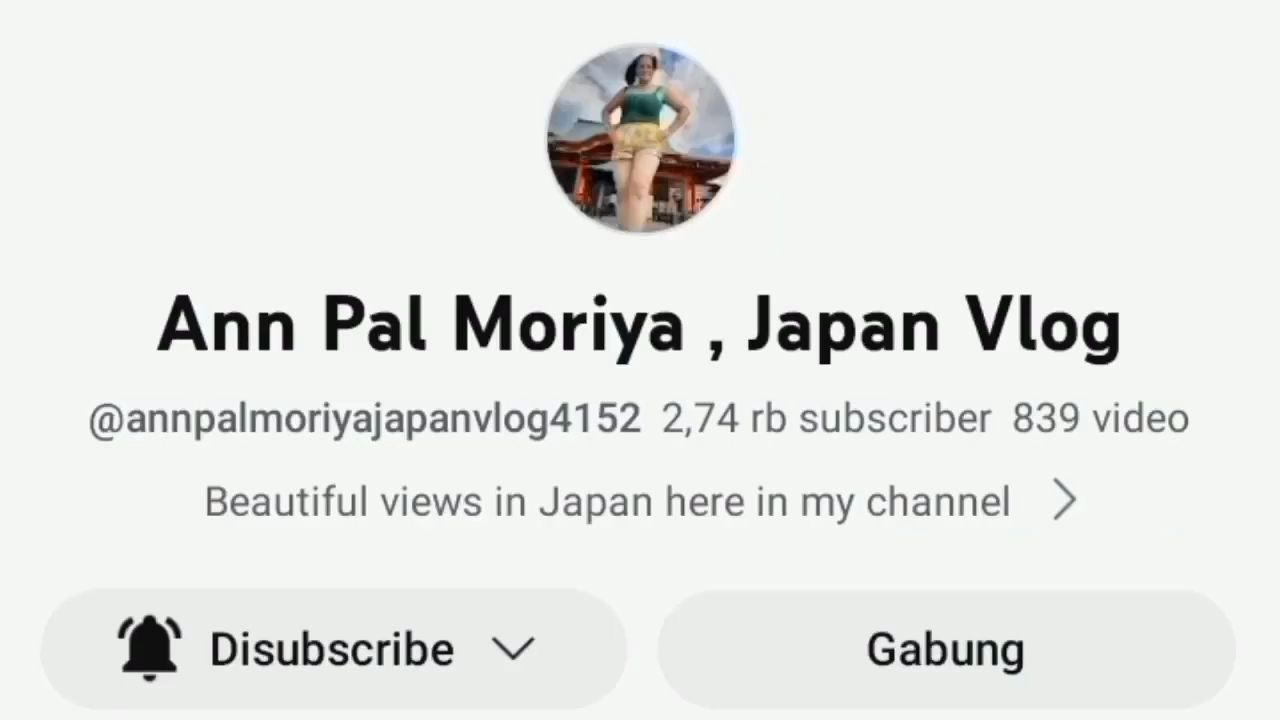 Ann Pal Moriya , Japan Vlog
@annpalmoriyajapanvlog4152 2,74 rb subscriber 839 video
Beautiful views in Japan here in my channel
Disubscribe
Gabung